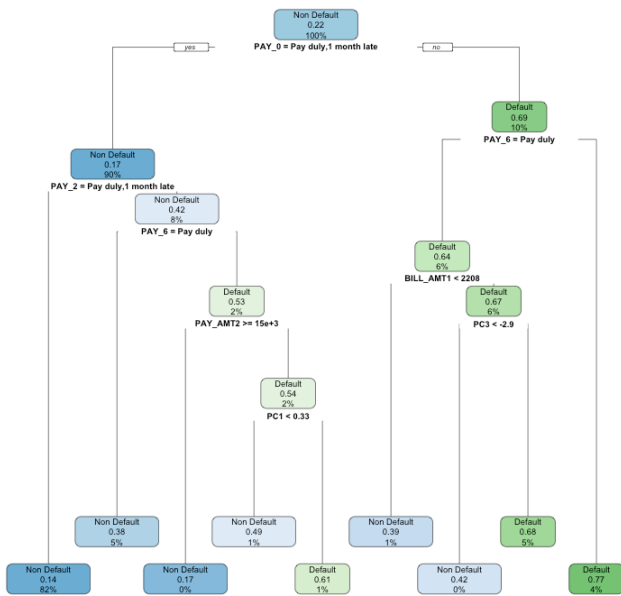 Non Default
0.22
100%
yes
PAY_0 = Pay duly,1 month late
no
Default
0.69
10%
PAY_6 = Pay duly
Non Default
0.17
90%
PAY_2 = Pay duly,1 month late
Non Default
0.42
8%
PAY_6 = Pay duly
Default
0.64
6%
BILL_AMT1 < 2208
Default
0.53
2%
PAY_AMT2 >= 15e+3
Default
0.67
6%
PC3 < -2.9
Default
0.54
2%
PC1 < 0.33
Non Default
0.38
5%
Non Default
0.49
1%
Non Default
0.39
1%
Default
0.68
5%
Non Default
0.14
82%
Non Default
0.17
0%
Default
0.61
1%
Non Default
0.42
0%
Default
0.77
4%